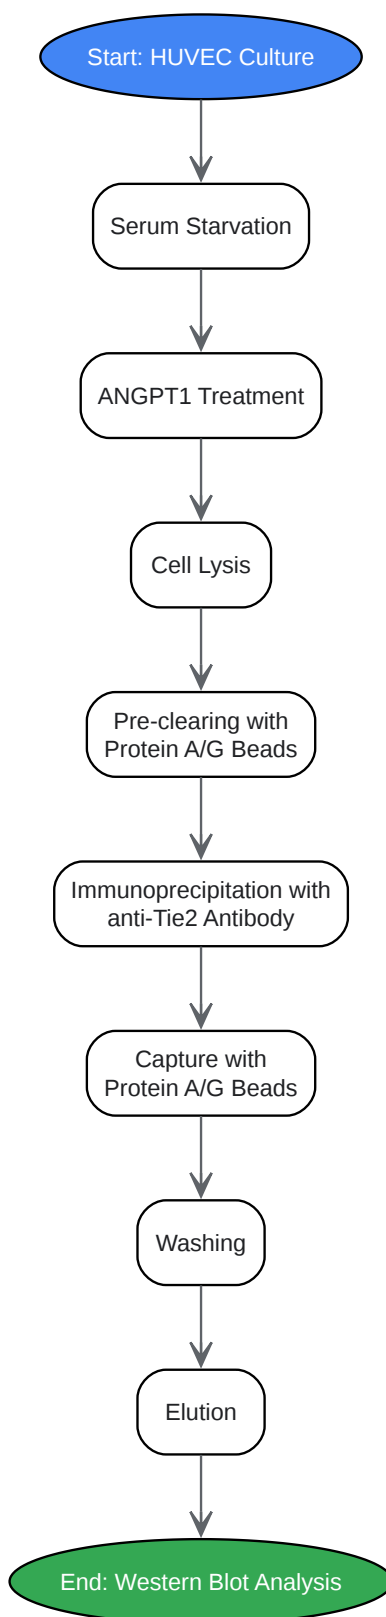 Start: HUVEC Culture
Serum Starvation
ANGPT1 Treatment
Cell Lysis
Pre-clearing with
Protein A/G Beads
Immunoprecipitation with
anti-Tie2 Antibody
Capture with
Protein A/G Beads
Washing
Elution
End: Western Blot Analysis